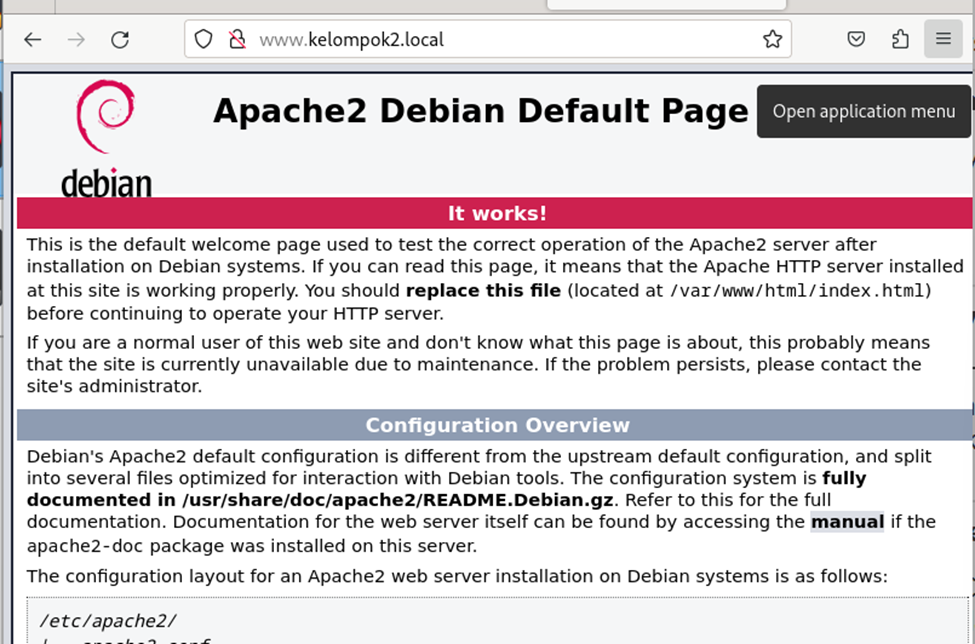 www.kelompok2.local
Apache2 Debian Default Page
Open application menu
debian
It works!
This is the default welcome page used to test the correct operation of the Apache2 server after
installation on Debian systems. If you can read this page, it means that the Apache HTTP server installed
at this site is working properly. You should replace this file (located at /var/www/html/index.html)
before continuing to operate your HTTP server.
If you are a normal user of this web site and don't know what this page is about, this probably means
that the site is currently unavailable due to maintenance. If the problem persists, please contact the
site's administrator.
Configuration Overview
Debian's Apache2 default configuration is different from the upstream default configuration, and split
into several files optimized for interaction with Debian tools. The configuration system is fully
documented in /usr/share/doc/apache2/README.Debian.gz. Refer to this for the full
documentation. Documentation for the web server itself can be found by accessing the manual if the
apache2-doc package was installed on this server.
The configuration layout for an Apache2 web server installation on Debian systems is as follows:
/etc/apache2/